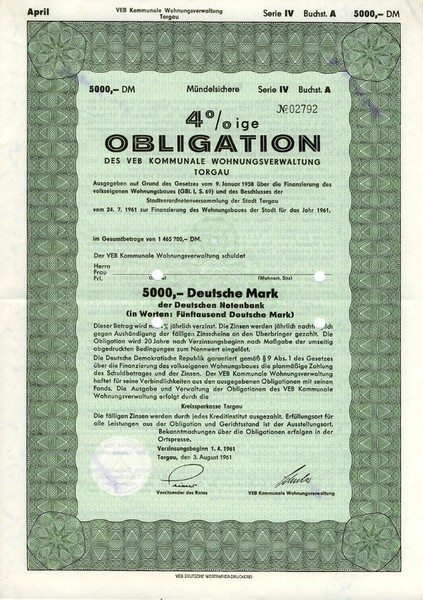 April VEB Kommunale Wohnungsverwaltung Serie IV Buchst. A 5000,– DM
Torgau
5000,– DM Mündelsichere Serie IV Buchst. A
№ 02792
4%ige
OBLIGATION
DES VEB KOMMUNALE WOHNUNGSVERWALTUNG
TORGAU
Ausgegeben auf Grund des Gesetzes vom 9. Januar 1958 über die Finanzierung des
volkseigenen Wohnungsbaues (GBl. I, S. 69) und des Beschlusses der
Stadtverordnetenversammlung der Stadt Torgau
vom 24. 7. 1961 zur Finanzierung des Wohnungsbaues der Stadt für das Jahr 1961,
im Gesamtbetrage von 1 465 700,– DM.
Der VEB Kommunale Wohnungsverwaltung schuldet
Herrn
Frau
Frl.
(Wohnort, Sitz)
5000,– Deutsche Mark
der Deutschen Notenbank
(in Worten: Fünftausend Deutsche Mark)
Dieser Betrag wird % jährlich verzinst. Die Zinsen werden jährlich nachträglich
gegen Aushändigung der fälligen Zinsscheine an den Überbringer gezahlt. Die
Obligation wird 20 Jahre nach Verzinsungsbeginn nach Maßgabe der umseitig
abgedruckten Bedingungen zum Nennwert eingelöst.
Die Deutsche Demokratische Republik garantiert gemäß § 9 Abs. 1 des Gesetzes
über die Finanzierung des volkseigenen Wohnungsbaues die planmäßige Zahlung
des Schuldbetrages und der Zinsen. Der VEB Kommunale Wohnungsverwaltung
haftet für seine Verbindlichkeiten aus den ausgegebenen Obligationen mit seinen
Fonds. Die Ausgabe und Verwaltung der Obligationen des VEB Kommunale
Wohnungsverwaltung erfolgt durch die
Kreissparkasse Torgau
Die fälligen Zinsen werden durch jedes Kreditinstitut ausgezahlt. Erfüllungsort für
alle Leistungen aus der Obligation und Gerichtsstand ist der Ausstellungsort.
Bekanntmachungen über die Obligationen erfolgen in der
Ortspresse.
Verzinsungsbeginn 1. 4. 1961
Torgau, den 3. August 1961
Vorsitzender des Rates VEB Kommunale Wohnungsverwaltung
5000,– DM 5000,– DM
VEB DEUTSCHE WERTPAPIER-DRUCKEREI